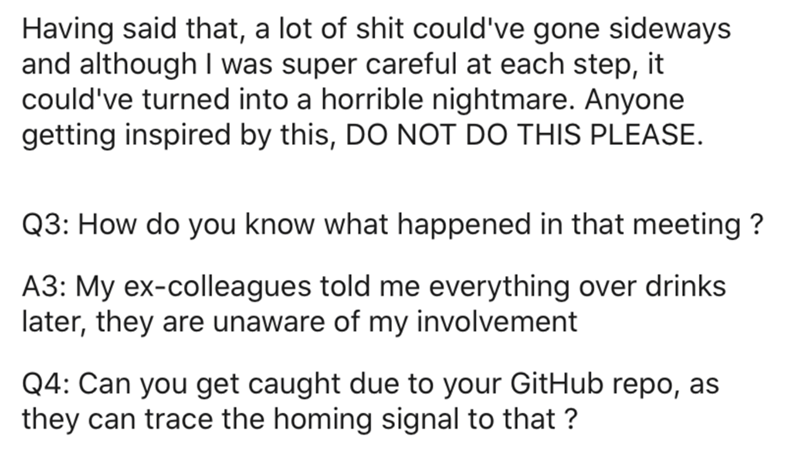 Having said that, a lot of shit could've gone sideways
and although I was super careful at each step, it
could've turned into a horrible nightmare. Anyone
getting inspired by this, DO NOT DO THIS PLEASE.
Q3: How do you know what happened in that meeting ?
A3: My ex-colleagues told me everything over drinks
later, they are unaware of my involvement
Q4: Can you get caught due to your GitHub repo, as
they can trace the homing signal to that ?